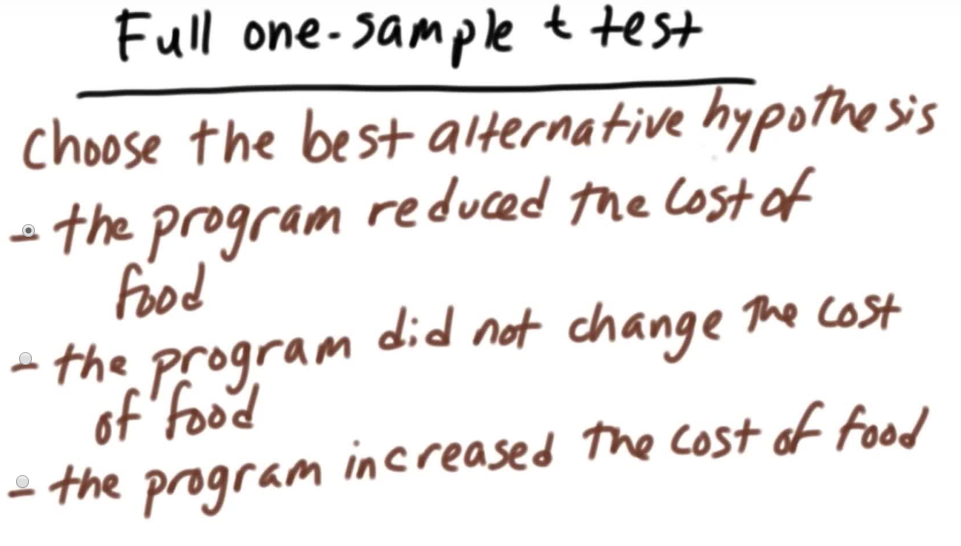 Full one-sample t test
Choose the best alternative hypothesis
- the program reduced the cost of
food
- the program did not change the cost
of food
- the program increased the cost of food